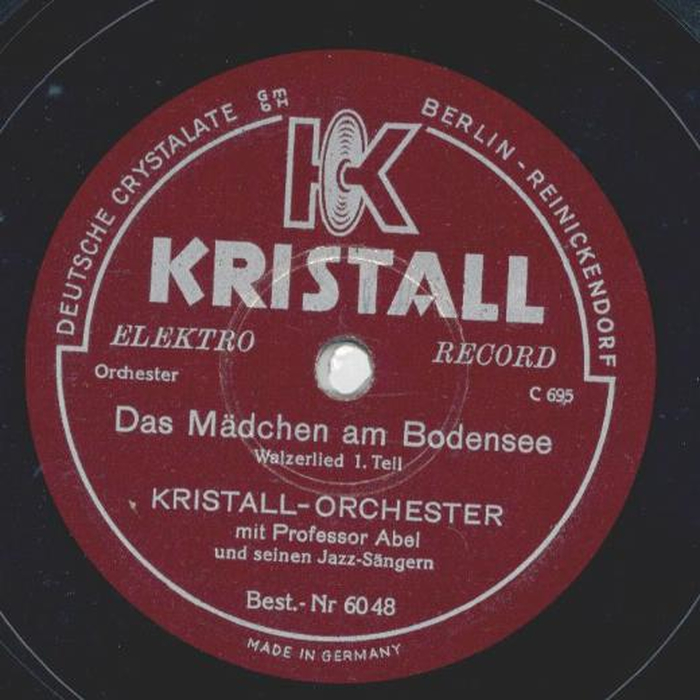 DEUTSCHE CRYSTALATE GmbH
BERLIN-REINICKENDORF
K
KRISTALL
ELEKTRO RECORD
Orchester
C 695
Das Mädchen am Bodensee
Walzerlied 1. Teil
KRISTALL-ORCHESTER
mit Professor Abel
und seinen Jazz-Sängern
Best.-Nr 6048
MADE IN GERMANY